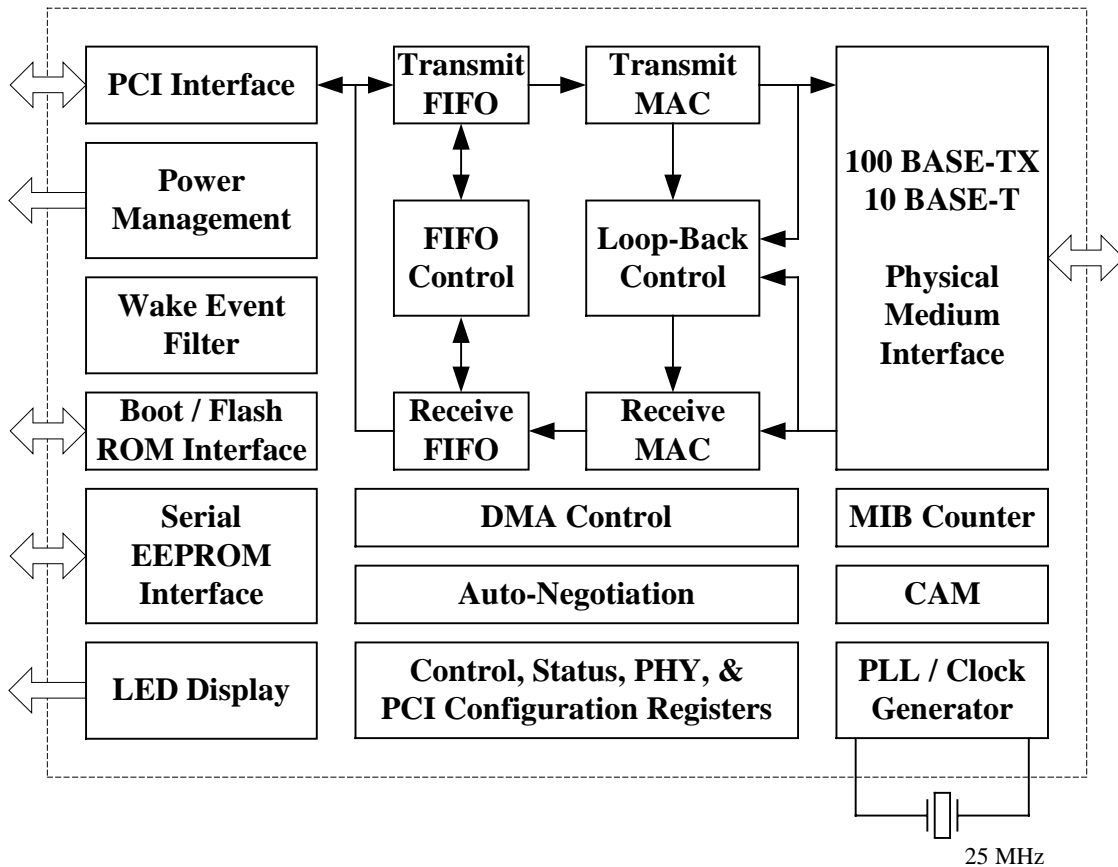 PCI Interface
Transmit
FIFO
Transmit
MAC
100 BASE-TX
10 BASE-T
Physical
Medium
Interface
Power
Management
FIFO
Control
Loop-Back
Control
Wake Event
Filter
Boot / Flash
ROM Interface
Receive
FIFO
Receive
MAC
Serial
EEPROM
Interface
DMA Control
MIB Counter
Auto-Negotiation
CAM
LED Display
Control, Status, PHY, &
PCI Configuration Registers
PLL / Clock
Generator
25 MHz